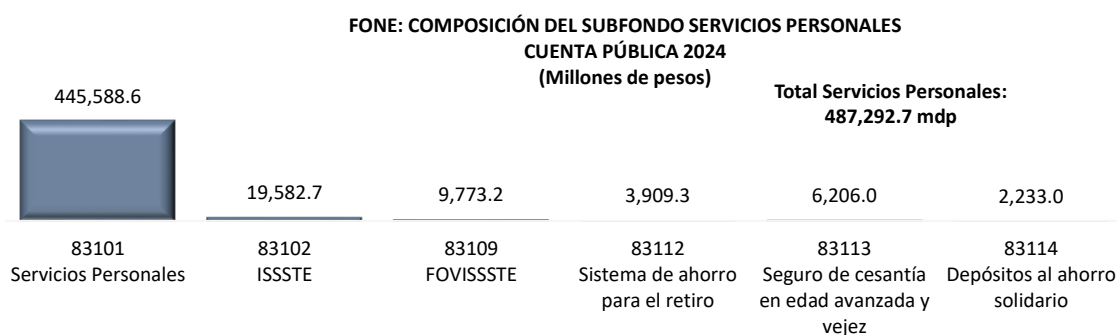 FONE: COMPOSICIÓN DEL SUBFONDO SERVICIOS PERSONALES
CUENTA PÚBLICA 2024
(Millones de pesos)
Total Servicios Personales:
487,292.7 mdp
445,588.6
19,582.7
9,773.2
3,909.3
6,206.0
2,233.0
83101
Servicios Personales
83102
ISSSTE
83109
FOVISSSTE
83112
Sistema de ahorro
para el retiro
83113
Seguro de cesantía
en edad avanzada y
vejez
83114
Depósitos al ahorro
solidario